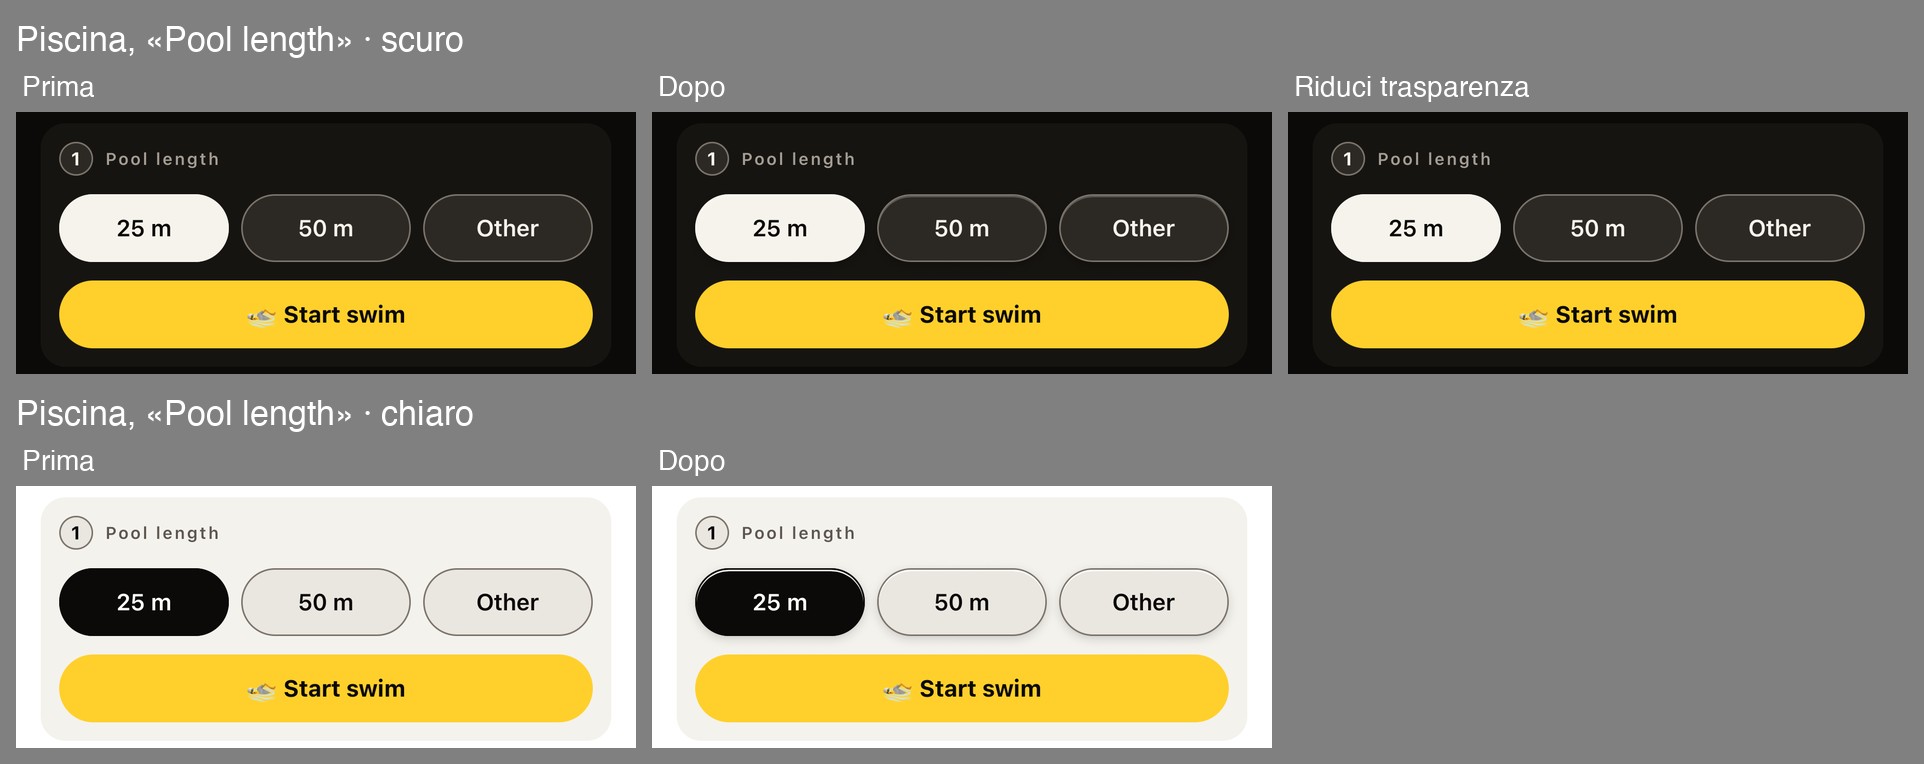 Piscina, «Pool length» · scuro
Prima
Dopo
Riduci trasparenza
1 Pool length
25 m 50 m Other
Start swim
1 Pool length
25 m 50 m Other
Start swim
1 Pool length
25 m 50 m Other
Start swim
Piscina, «Pool length» · chiaro
Prima
Dopo
1 Pool length
25 m 50 m Other
Start swim
1 Pool length
25 m 50 m Other
Start swim